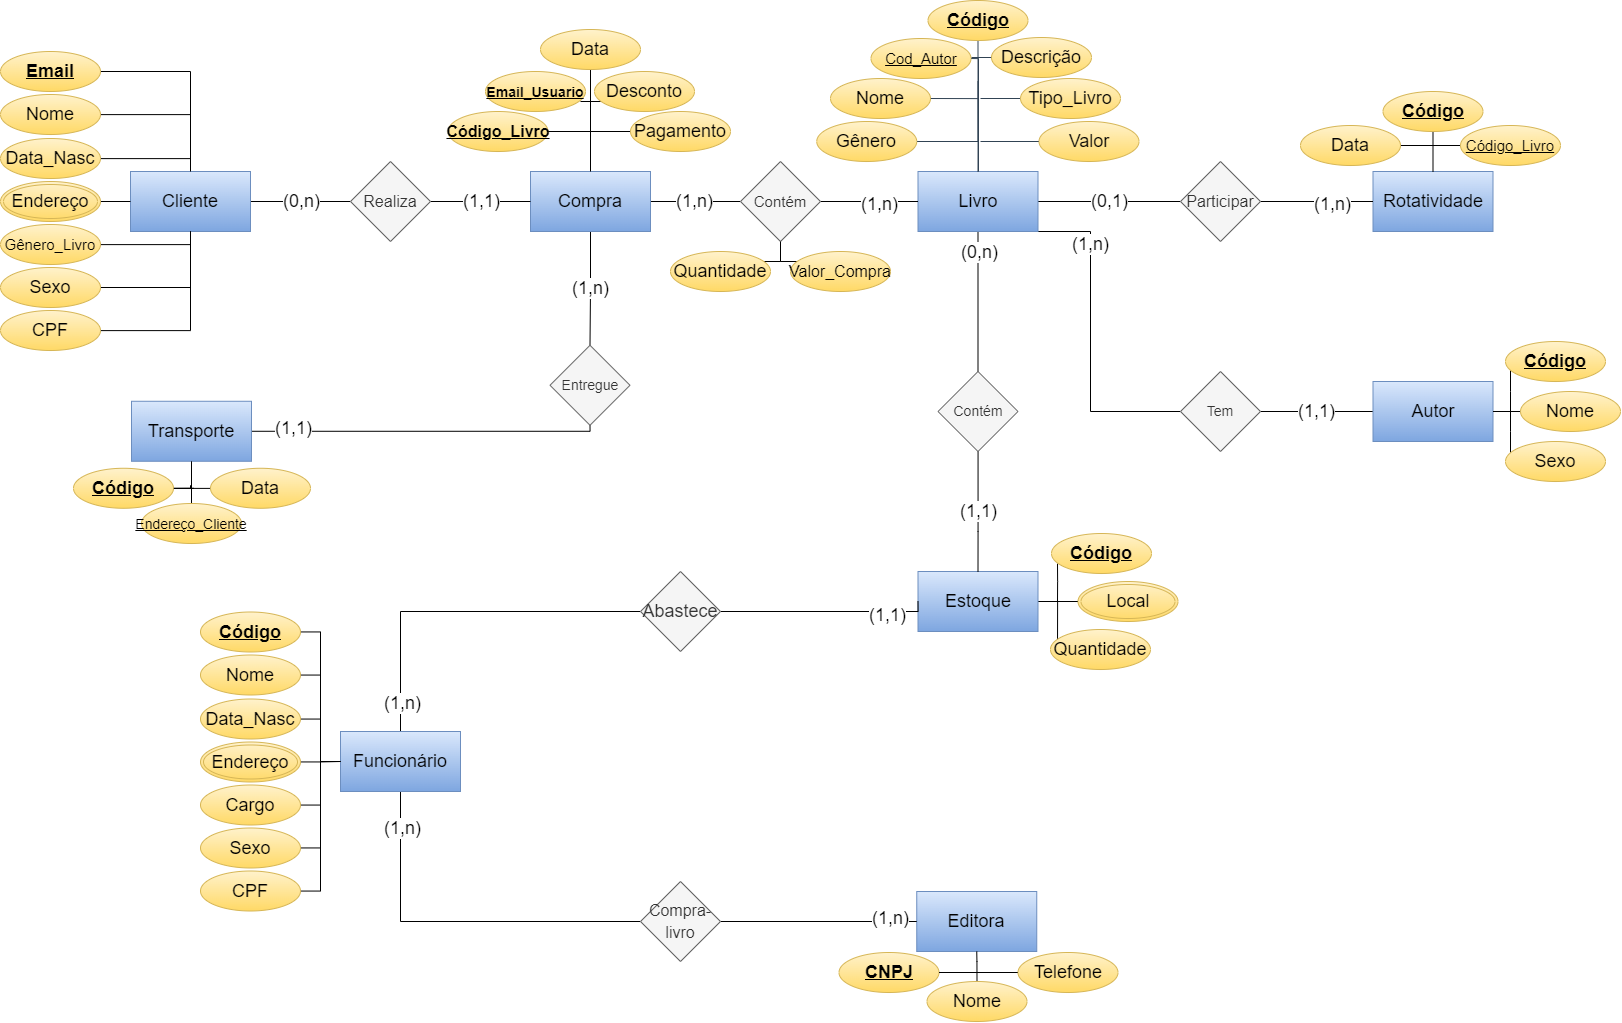 Código
Data
Cod_Autor
Descrição
Email
Email_Usuario
Desconto
Nome
Tipo_Livro
Nome
Código_Livro
Pagamento
Gênero
Valor
Código
Data
Código_Livro
Data_Nasc
Endereço
Cliente
(0,n)
Realiza
(1,1)
Compra
(1,n)
Contém
(1,n)
Livro
(0,1)
Participar
(1,n)
Rotatividade
Gênero_Livro
(0,n)
(1,n)
Quantidade
Valor_Compra
Sexo
(1,n)
CPF
Código
Entregue
Contém
Tem
(1,1)
Autor
Nome
Transporte
(1,1)
Sexo
Código
Data
Endereço_Cliente
(1,1)
Código
Estoque
Local
Abastece
(1,1)
Quantidade
Código
Nome
(1,n)
Data_Nasc
Endereço
Funcionário
Cargo
(1,n)
Sexo
CPF
Compra-
livro
(1,n)
Editora
CNPJ
Telefone
Nome